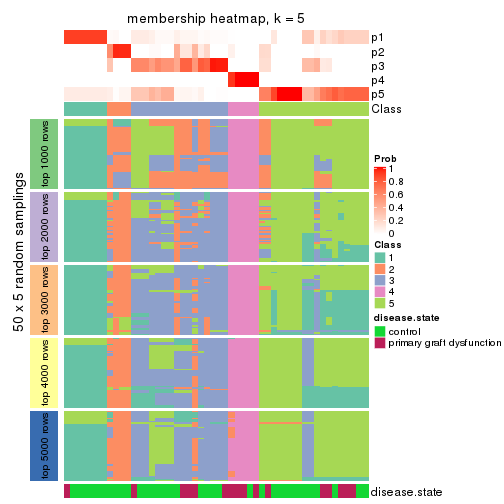 membership heatmap, k = 5
p1
p2
p3
p4
p5
Class
50 x 5 random samplings
top 1000 rows
top 2000 rows
top 3000 rows
top 4000 rows
top 5000 rows
disease.state
Prob
1
0.8
0.6
0.4
0.2
0
Class
1
2
3
4
5
disease.state
control
primary graft dysfunction